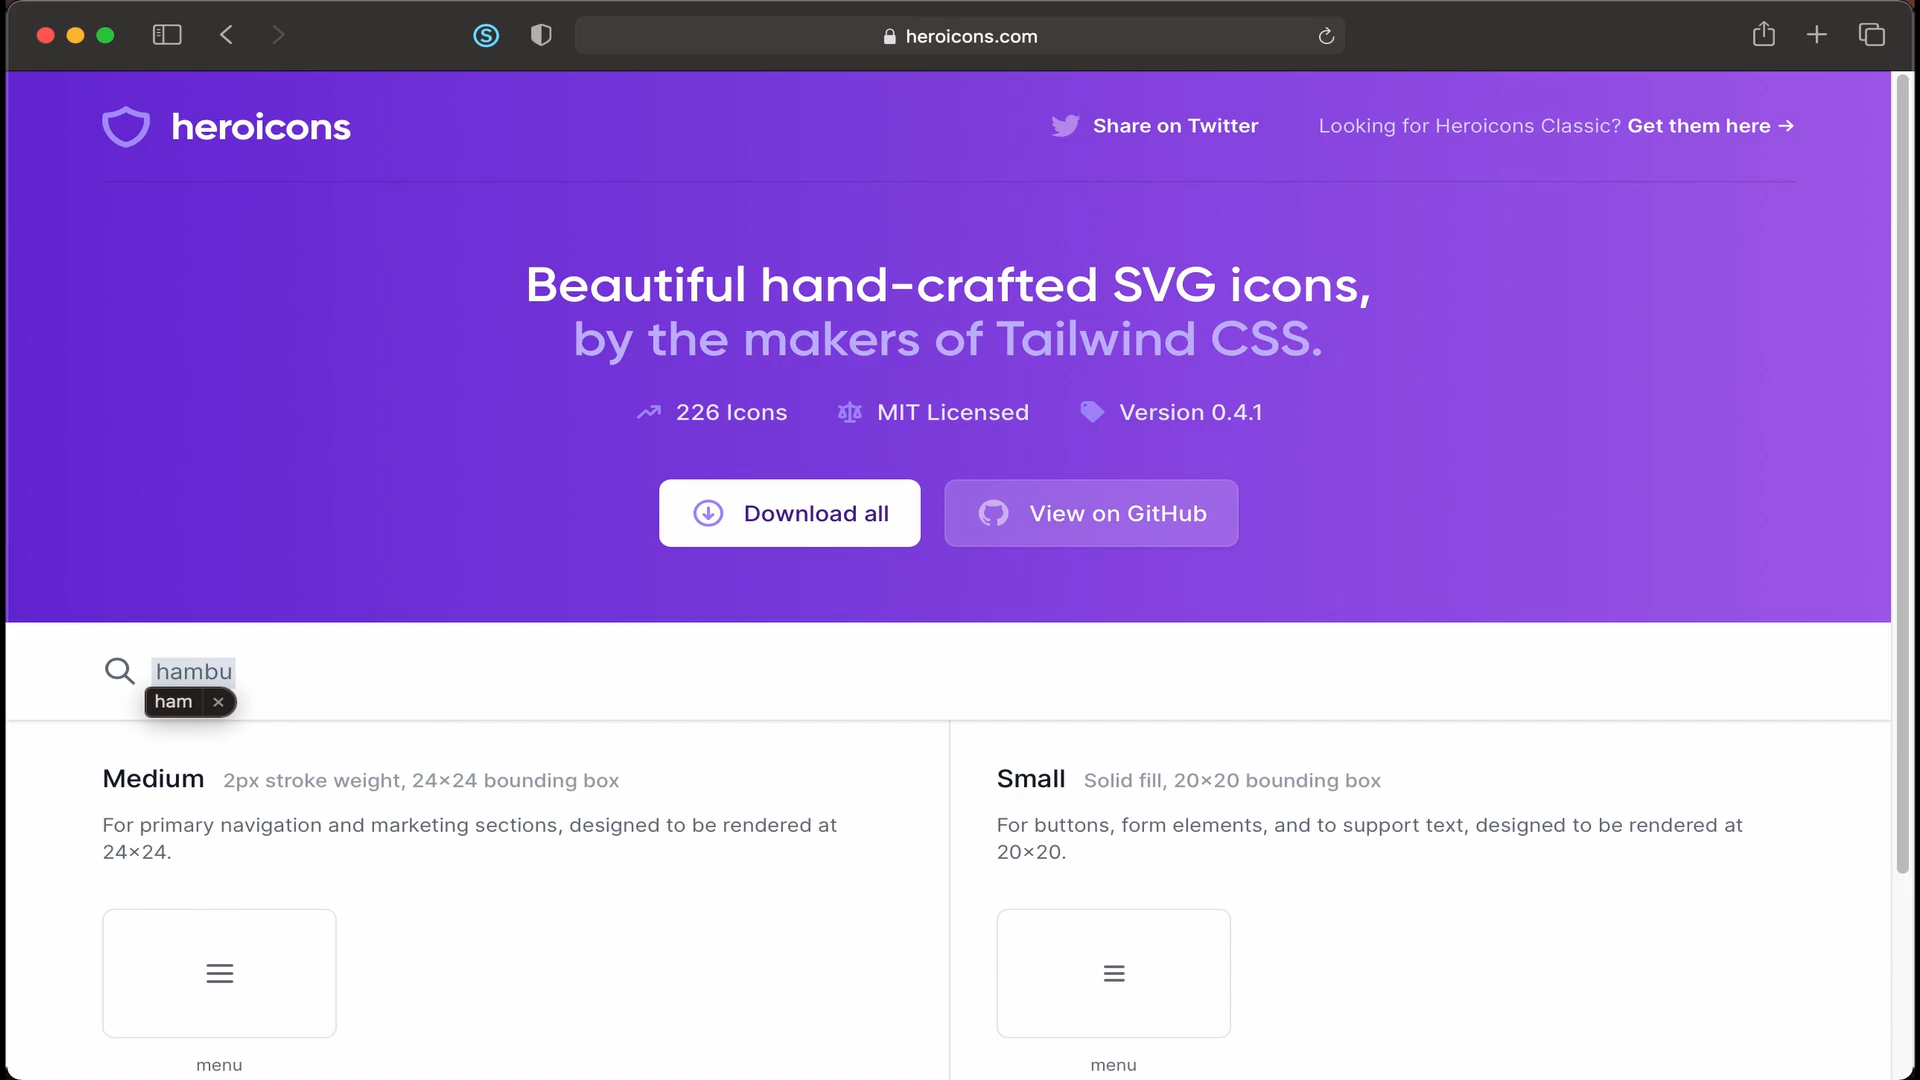 heroicons.com
heroicons
Share on Twitter
Looking for Heroicons Classic? Get them here →
Beautiful hand-crafted SVG icons,
by the makers of Tailwind CSS.
226 Icons
MIT Licensed
Version 0.4.1
Download all
View on GitHub
hambu
ham ×
Medium 2px stroke weight, 24×24 bounding box
For primary navigation and marketing sections, designed to be rendered at
24×24.
menu
Small Solid fill, 20×20 bounding box
For buttons, form elements, and to support text, designed to be rendered at
20×20.
menu